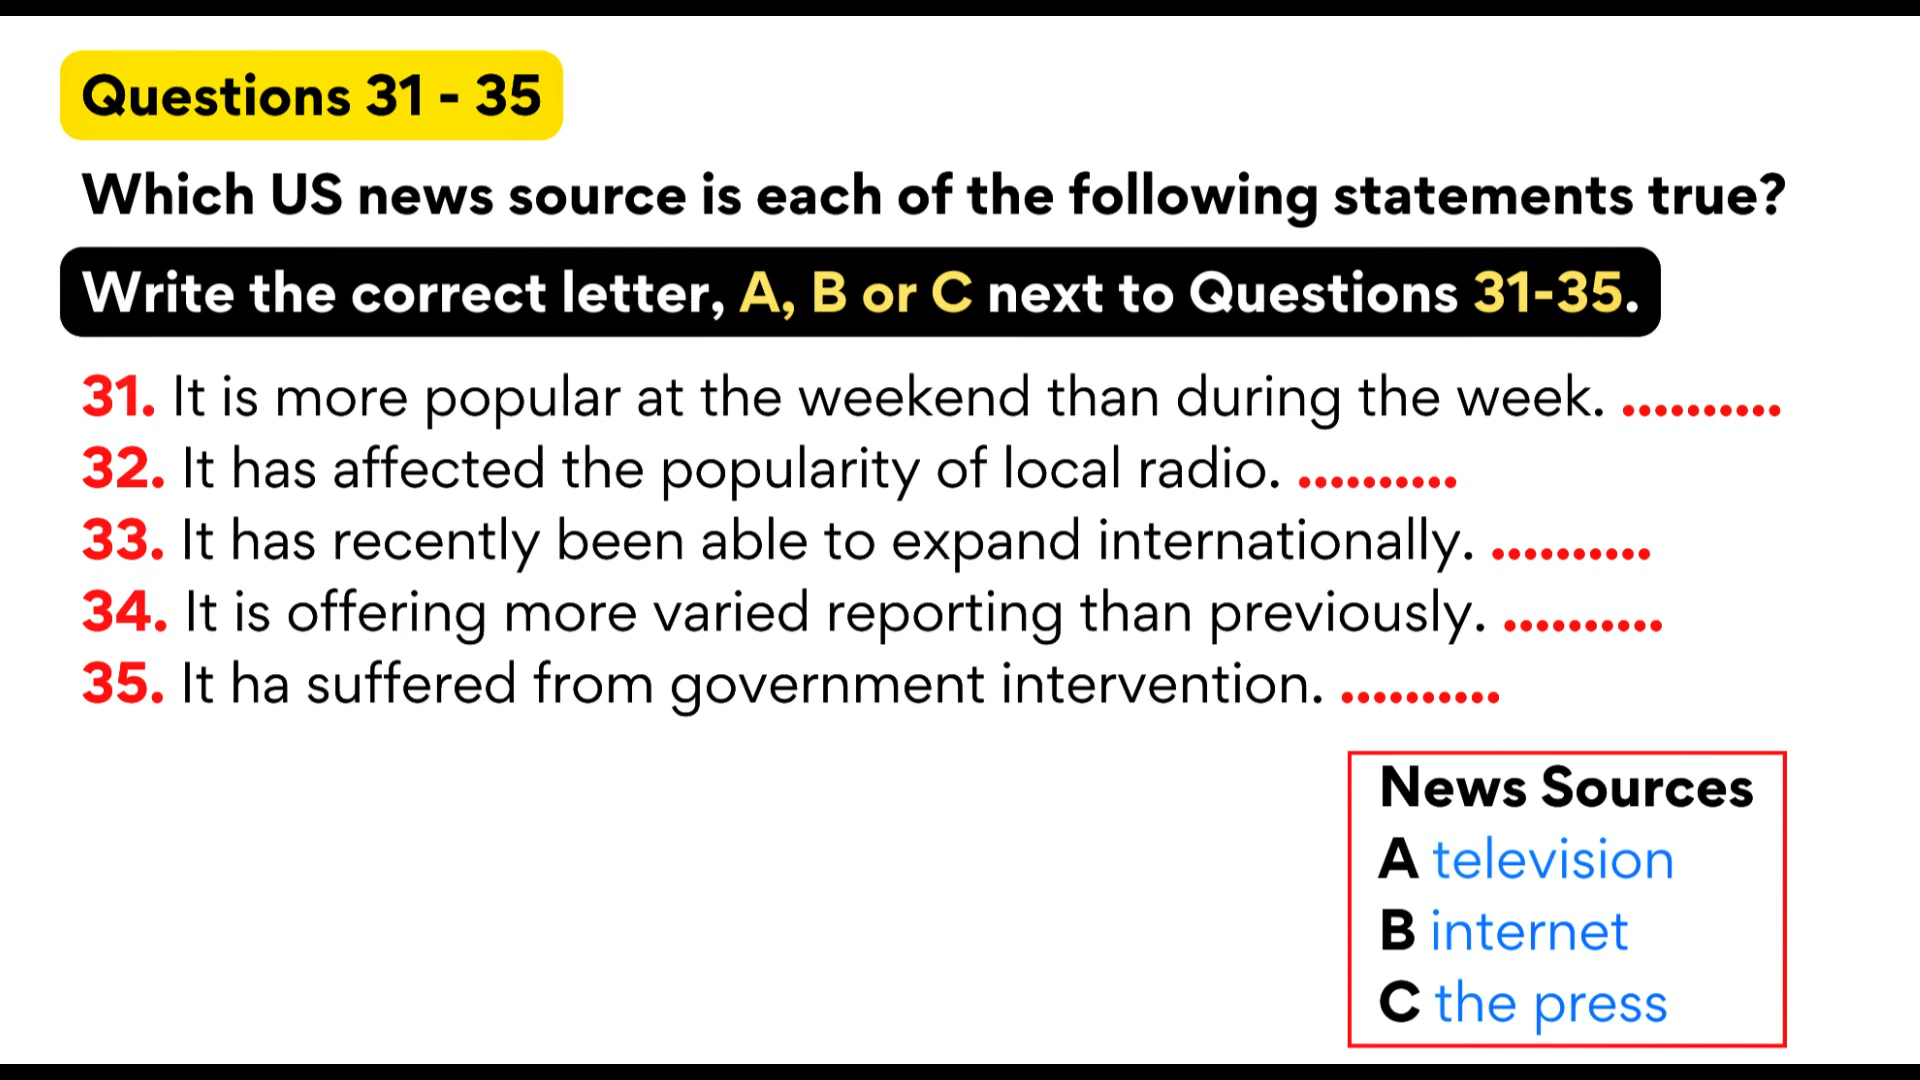 Questions 31 - 35
Which US news source is each of the following statements true?
Write the correct letter, A, B or C next to Questions 31-35.
31. It is more popular at the weekend than during the week. ..........
32. It has affected the popularity of local radio. ..........
33. It has recently been able to expand internationally. ..........
34. It is offering more varied reporting than previously. ..........
35. It ha suffered from government intervention. ..........
News Sources
A television
B internet
C the press